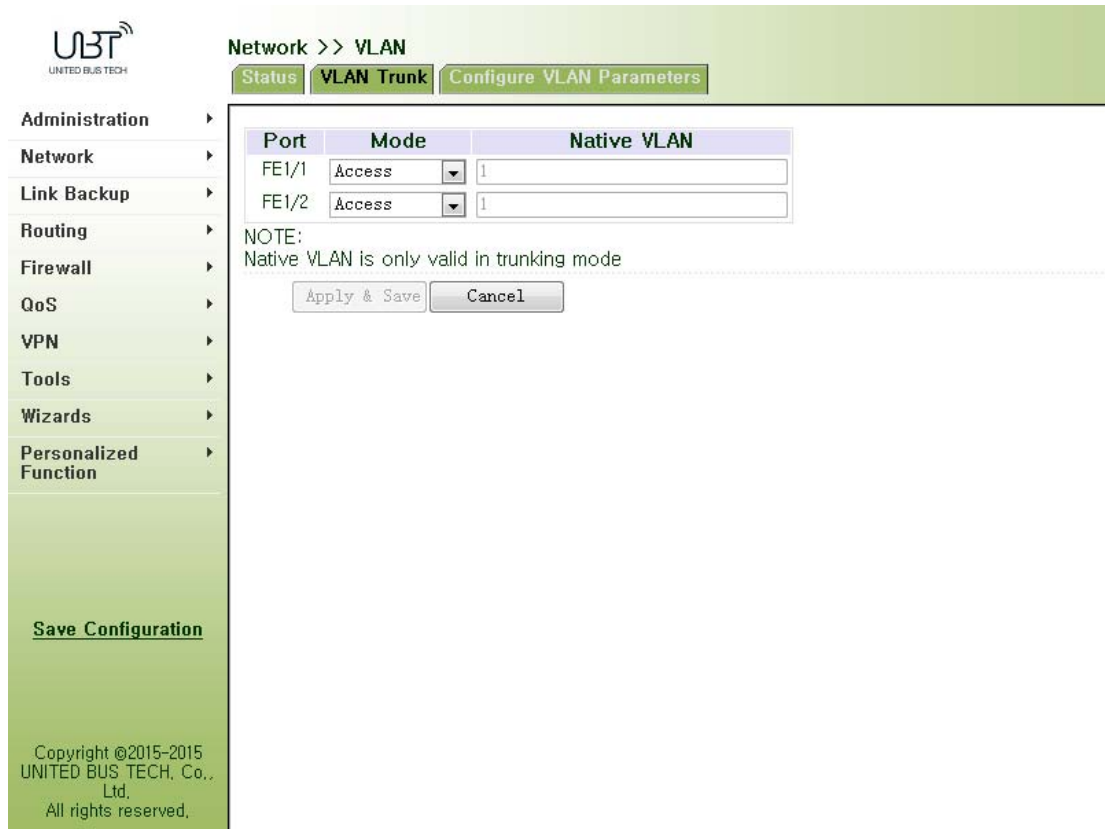 UBT
UNITED BUS TECH
Network >> VLAN
Status VLAN Trunk Configure VLAN Parameters
Administration
Network
Link Backup
Routing
Firewall
QoS
VPN
Tools
Wizards
Personalized
Function
Save Configuration
Copyright ©2015-2015
UNITED BUS TECH. Co.,
Ltd.
All rights reserved.
Port Mode Native VLAN
FE1/1 Access 1
FE1/2 Access 1
NOTE:
Native VLAN is only valid in trunking mode
Apply & Save Cancel